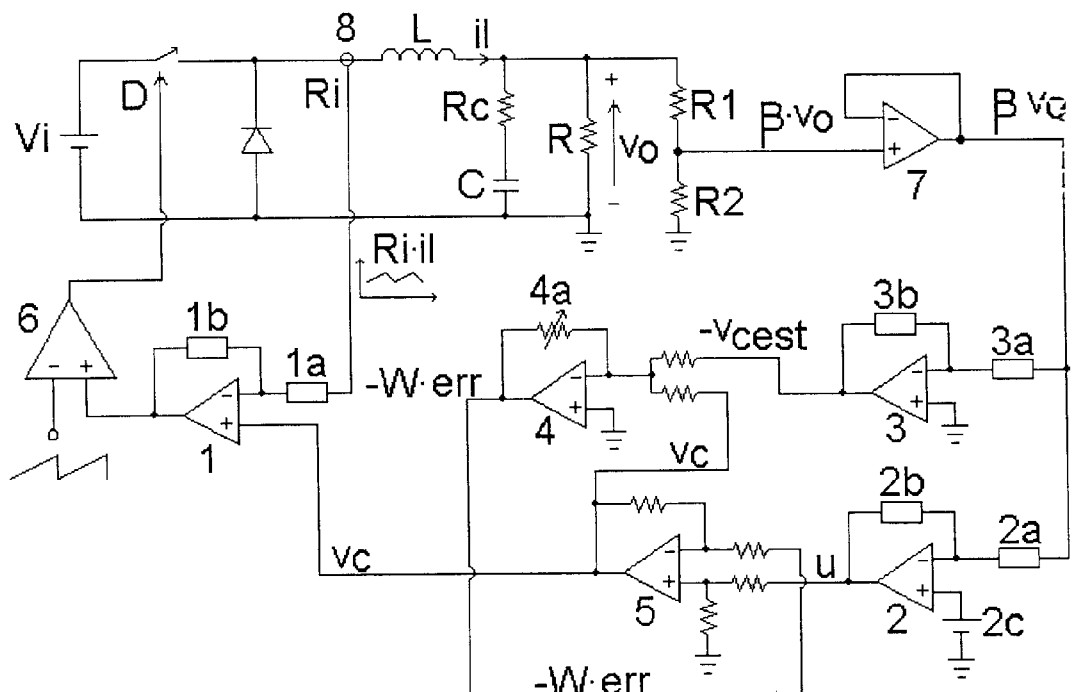 8 L il
D Ri Rc R1
Vi R + vo - β·vo - + β vo
C R2 7
Ri·il
6 1b 4a 3b
1a -vcest 3a
-W·err
- + - + - + - +
1 4 3
vc
2b
2a
vc u
- + - +
5 2 2c
-W·err